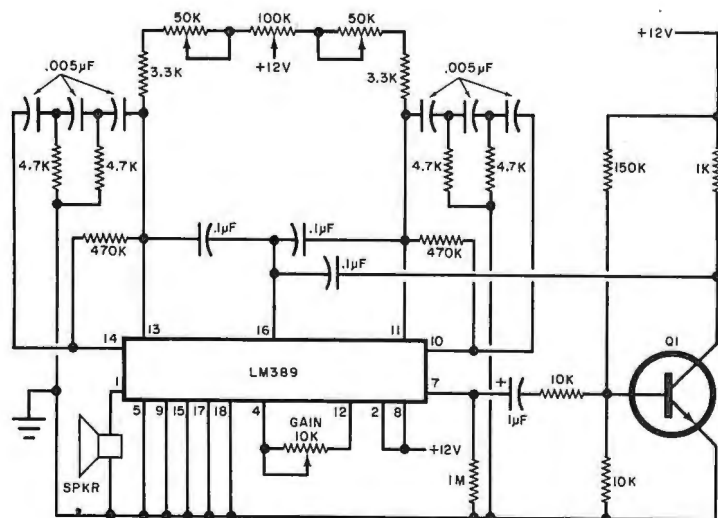 50K
100K
50K
+12V
+12V
3.3K
3.3K
.005µF
.005µF
4.7K
4.7K
4.7K
4.7K
150K
1K
.1µF
.1µF
470K
.1µF
470K
14
13
16
11
10
Q1
LM389
1
7
5
9
15
17
18
4
12
2
8
+
10K
1µF
GAIN
10K
+12V
SPKR
1M
10K